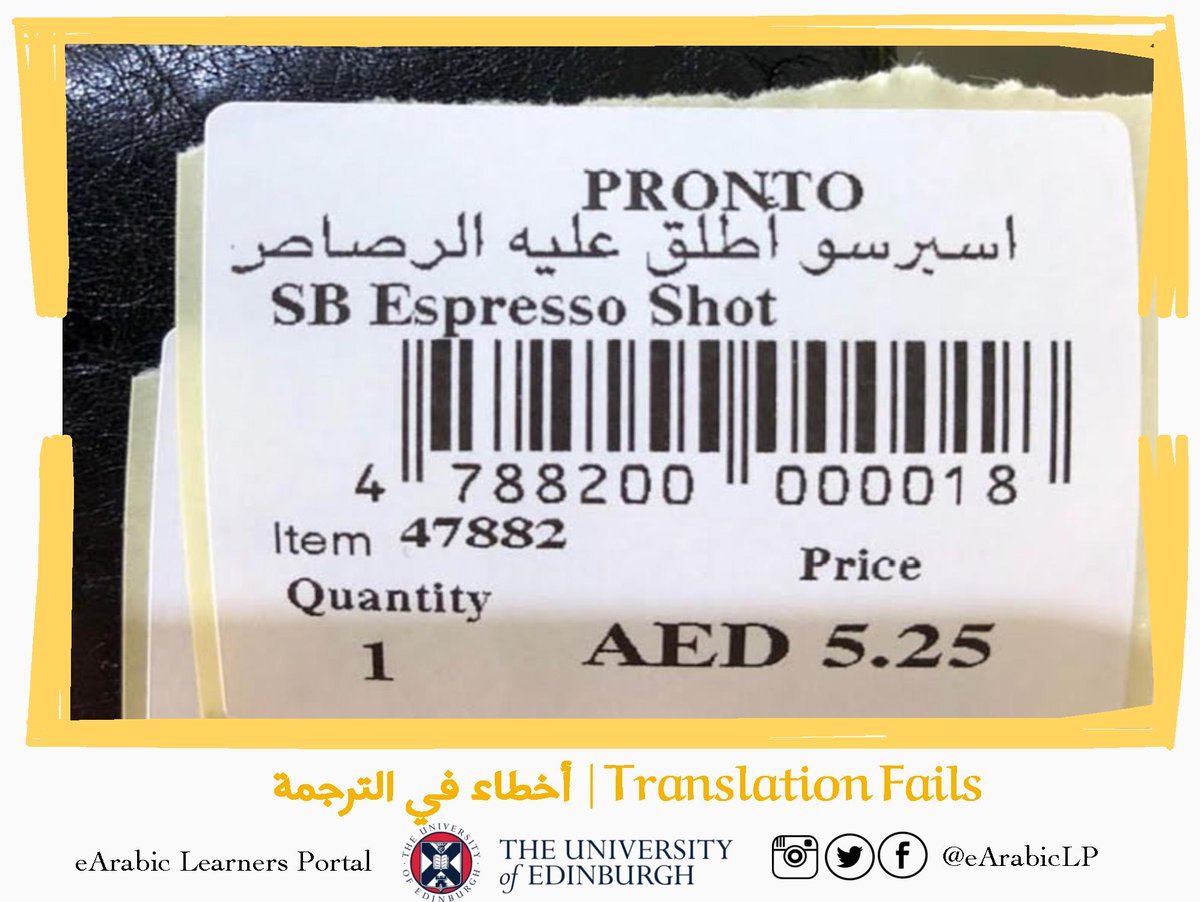 PRONTO
اسبرسو أطلق عليه الرصاص
SB Espresso Shot
4 788200 000018
Item 47882
Price
Quantity
1
AED 5.25
أخطاء في الترجمة | Translation Fails
eArabic Learners Portal
THE UNIVERSITY OF EDINBURGH
THE UNIVERSITY
of EDINBURGH
@eArabicLP